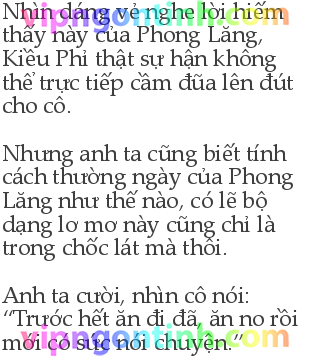 Nhìn dáng vẻ nghe lời hiếm
thấy này của Phong Lăng,
Kiều Phi thật sự hận không
thể trực tiếp cầm đũa lên đút
cho cô.
Nhưng anh ta cũng biết tính
cách thường ngày của Phong
Lăng như thế nào, có lẽ bộ
dạng lơ mơ này cũng chỉ là
trong chốc lát mà thôi.
Anh ta cười, nhìn cô nói:
“Trước hết ăn đi đã, ăn no rồi
mới có sức nói chuyện.”
vipngontinh.com
vipngontinh.com